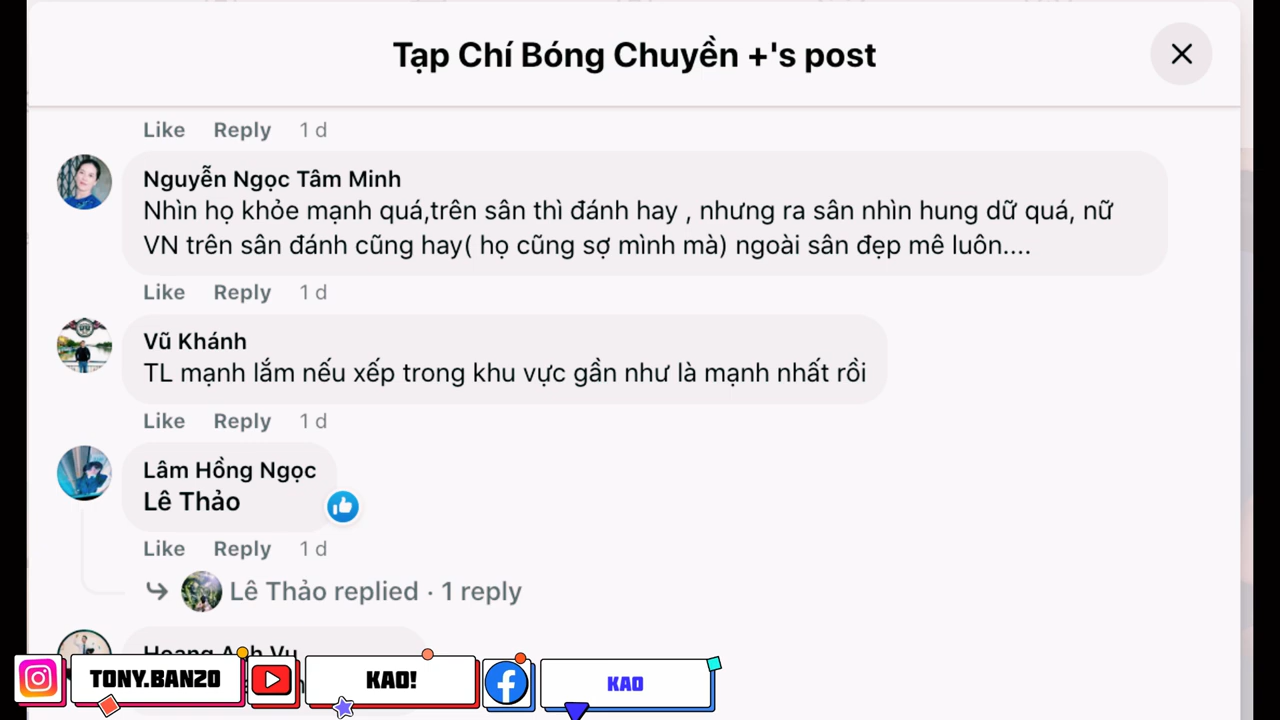 Tạp Chí Bóng Chuyền +'s post
Like Reply 1 d
Nguyễn Ngọc Tâm Minh
Nhìn họ khỏe mạnh quá,trên sân thì đánh hay , nhưng ra sân nhìn hung dữ quá, nữ
VN trên sân đánh cũng hay( họ cũng sợ mình mà) ngoài sân đẹp mê luôn....
Like Reply 1 d
Vũ Khánh
TL mạnh lắm nếu xếp trong khu vực gần như là mạnh nhất rồi
Like Reply 1 d
Lâm Hồng Ngọc
Lê Thảo
Like Reply 1 d
Lê Thảo replied · 1 reply
Hoang Anh Vu
TONY.BAN20
KAO!
KAO